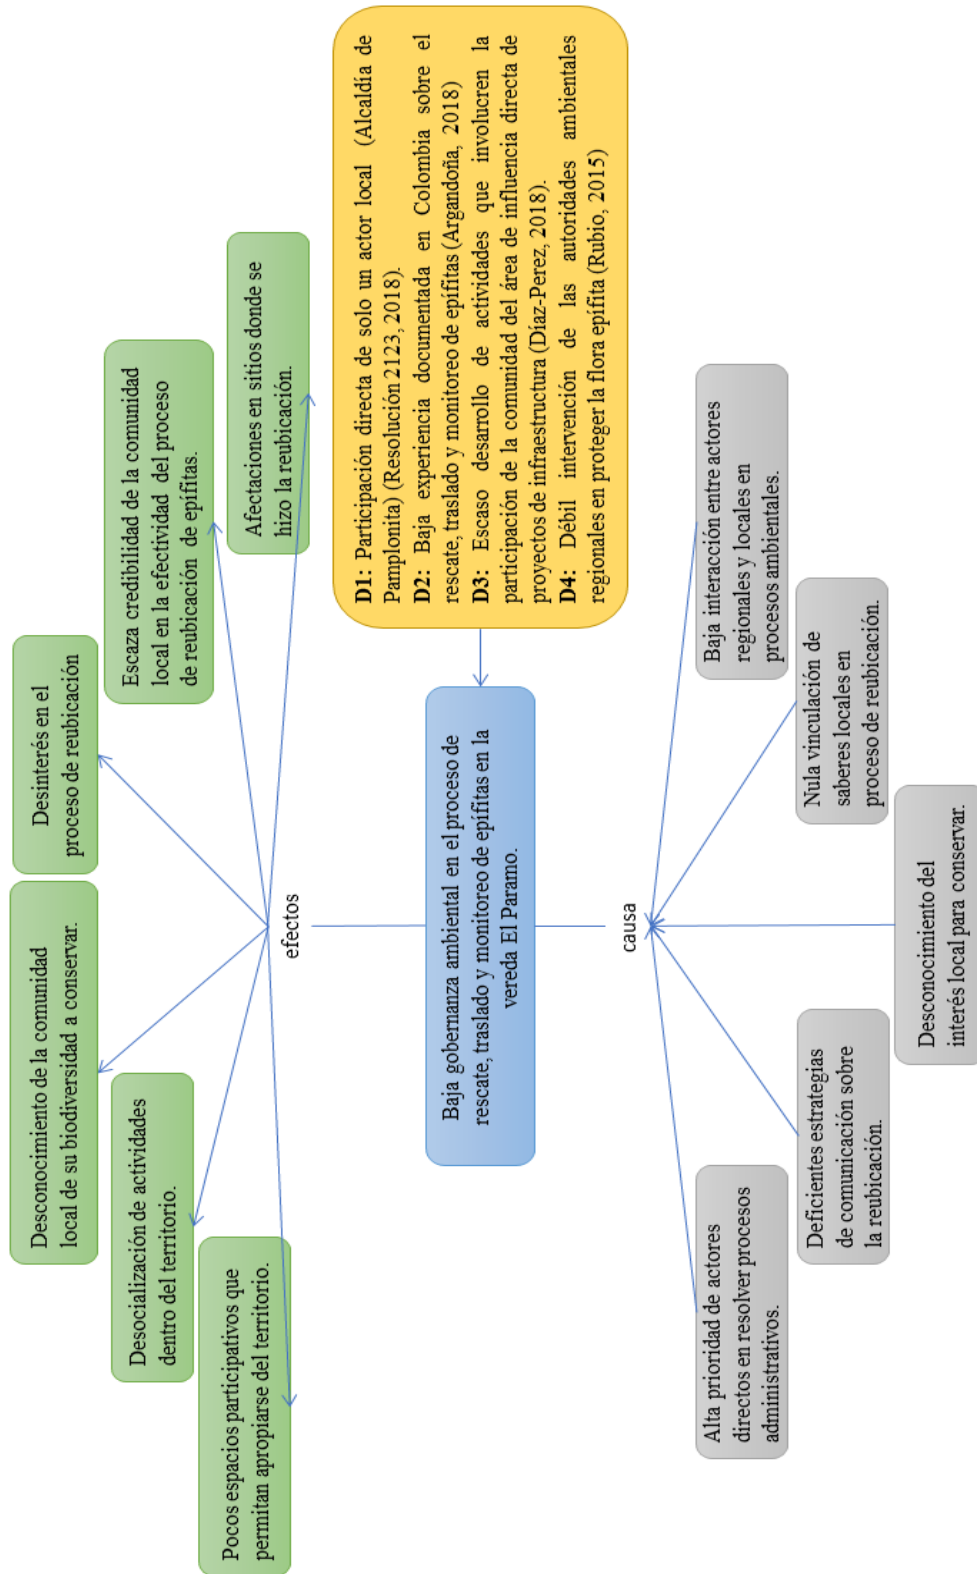 Pocos espacios participativos que
permitan apropiarse del territorio.
Desocialización de actividades
dentro del territorio.
Desconocimiento de la comunidad
local de su biodiversidad a conservar.
Desinterés en el
proceso de reubicación
Escaza credibilidad de la comunidad
local en la efectividad del proceso
de reubicación de epífitas.
Afectaciones en sitios donde se
hizo la reubicación.
efectos
Baja gobernanza ambiental en el proceso de
rescate, traslado y monitoreo de epífitas en la
vereda El Paramo.
D1: Participación directa de solo un actor local (Alcaldía de
Pamplonita) (Resolución 2123, 2018).
D2: Baja experiencia documentada en Colombia sobre el
rescate, traslado y monitoreo de epífitas (Argandoña, 2018)
D3: Escaso desarrollo de actividades que involucren la
participación de la comunidad del área de influencia directa de
proyectos de infraestructura (Díaz-Perez, 2018).
D4: Débil intervención de las autoridades ambientales
regionales en proteger la flora epífita (Rubio, 2015)
causa
Alta prioridad de actores
directos en resolver procesos
administrativos.
Deficientes estrategias
de comunicación sobre
la reubicación.
Desconocimiento del
interés local para conservar.
Nula vinculación de
saberes locales en
proceso de reubicación.
Baja interacción entre actores
regionales y locales en
procesos ambientales.